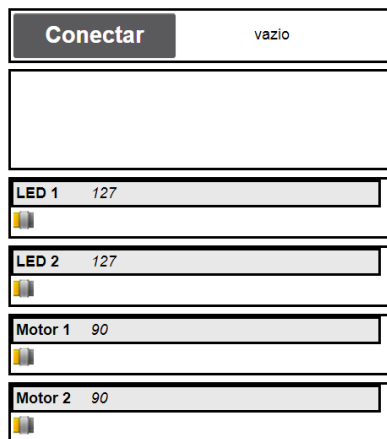 Conectar vazio
LED 1 127
LED 2 127
Motor 1 90
Motor 2 90